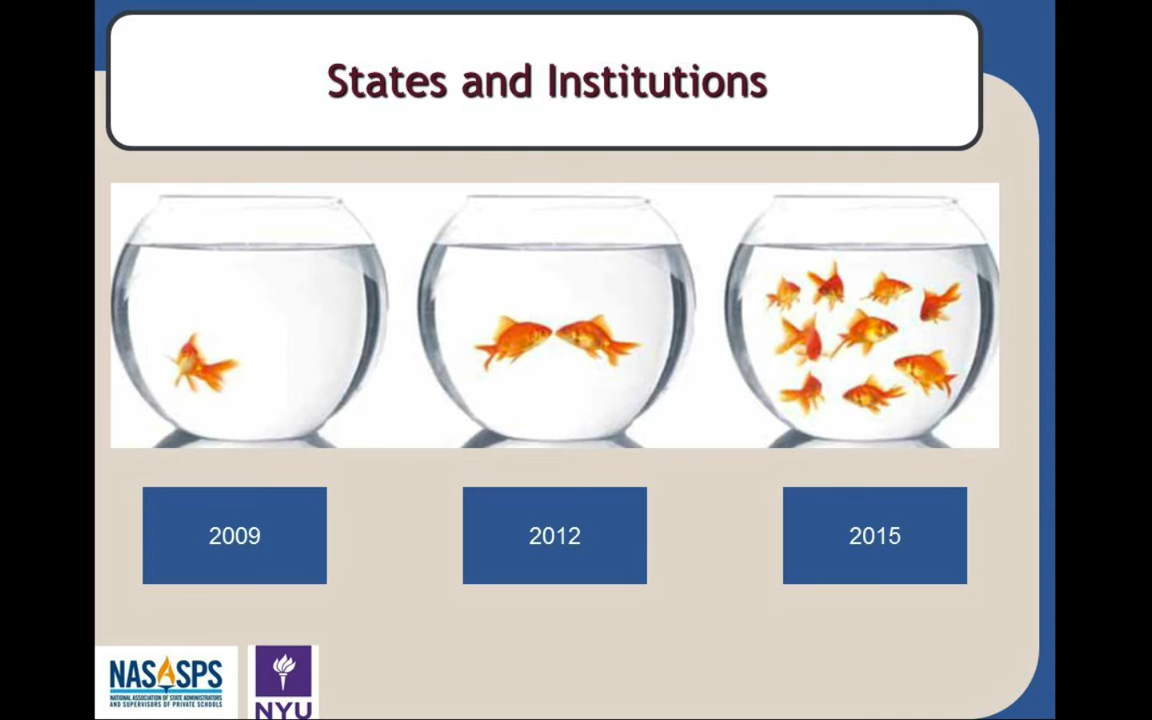 States and Institutions
2009
2012
2015
NASASPS
NATIONAL ASSOCIATION OF STATE ADMINISTRATORS
AND SUPERVISORS OF PRIVATE SCHOOLS
NYU